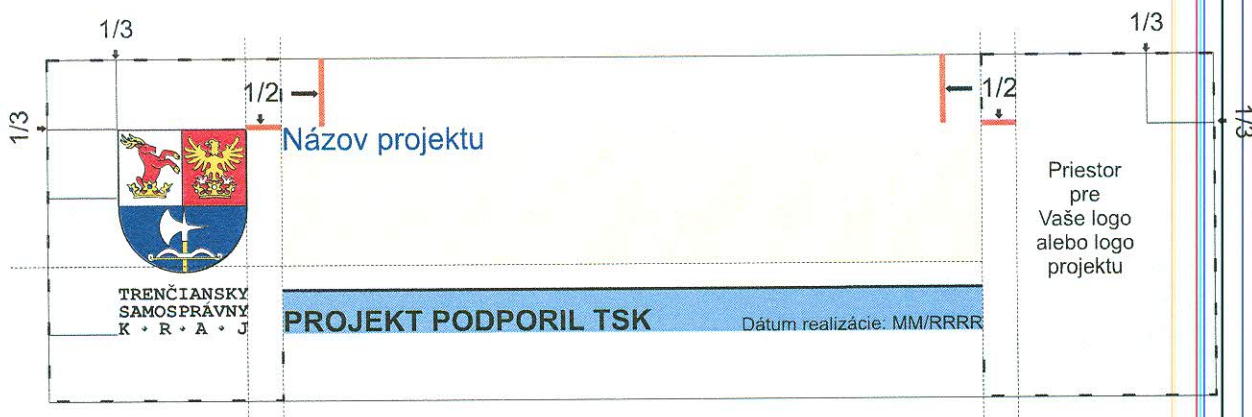 1/3
1/3
1/2
1/2
1/3
1/3
Názov projektu
Priestor
pre
Vaše logo
alebo logo
projektu
TRENČIANSKY
SAMOSPRÁVNY
K · R · A · J
PROJEKT PODPORIL TSK
Dátum realizácie: MM/RRRR